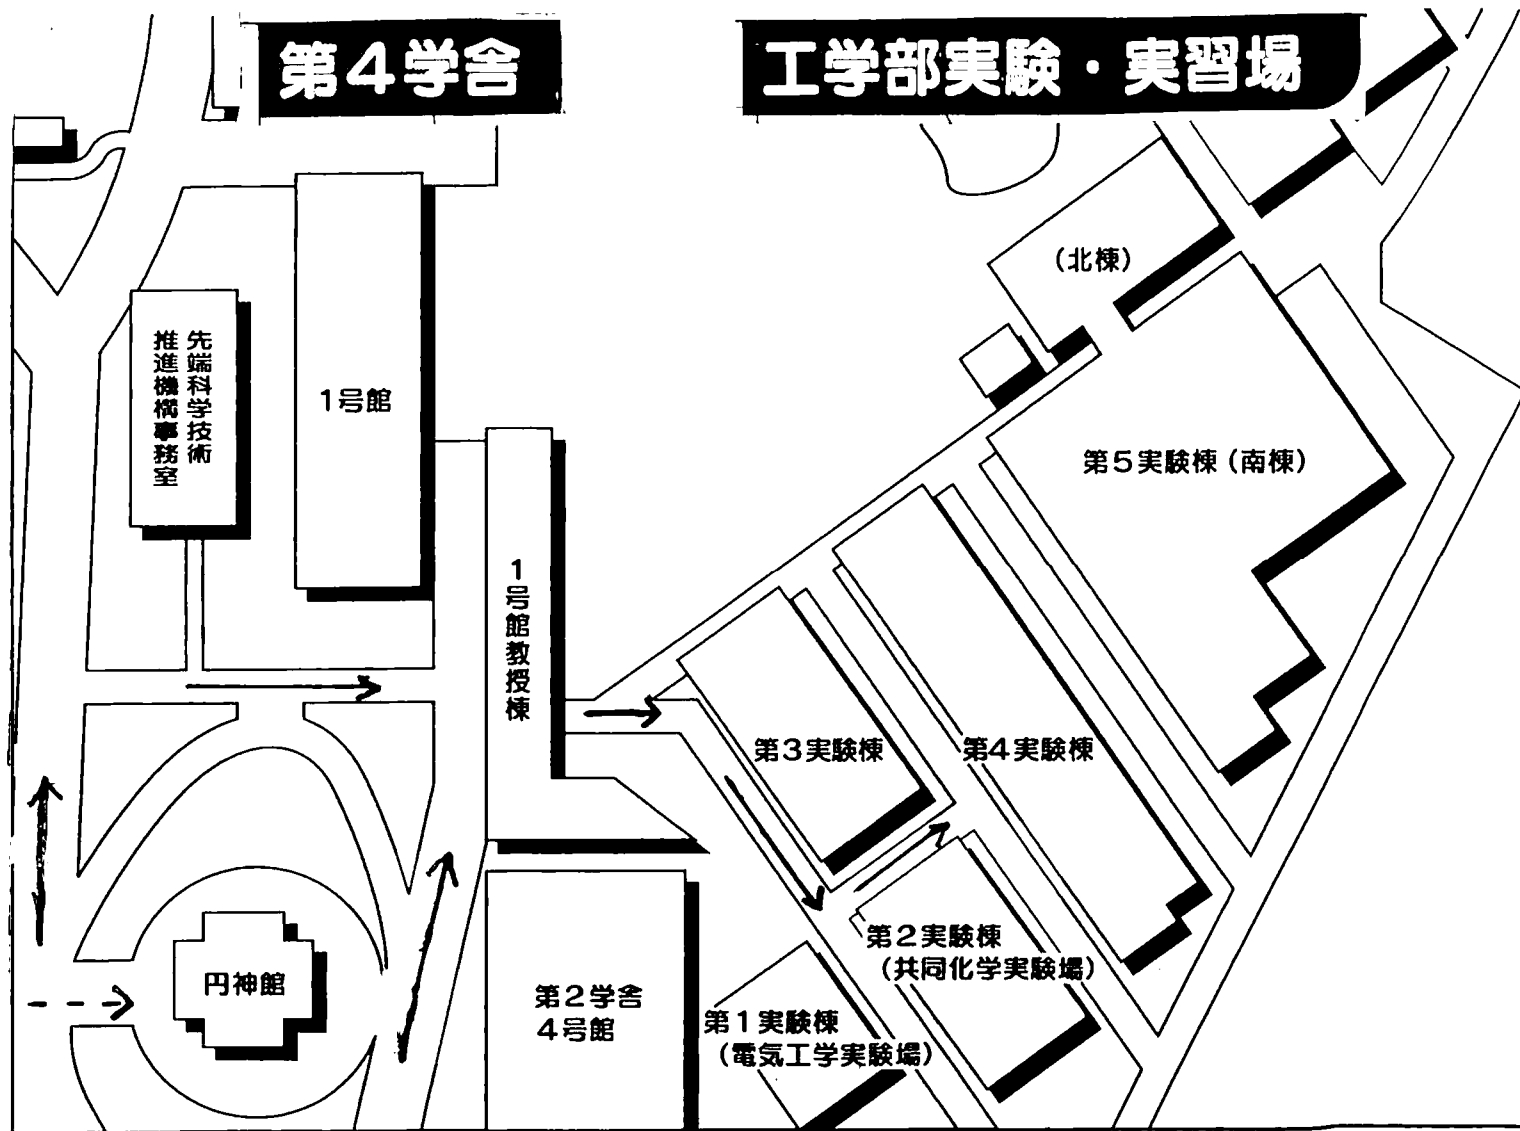 第4学舎
工学部実験・実習場
(北棟)
先端科学技術
推進機構事務室
1号館
第5実験棟(南棟)
1号館教授棟
第3実験棟
第4実験棟
第2実験棟
(共同化学実験場)
円神館
第2学舎
4号館
第1実験棟
(電気工学実験場)